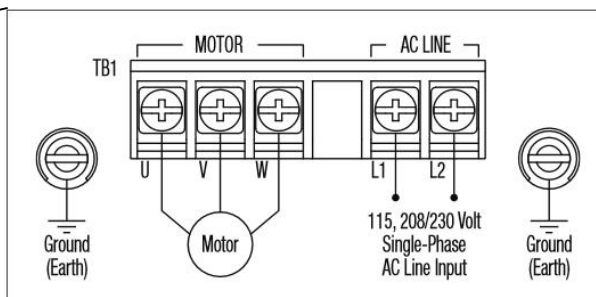 MOTOR
AC LINE
TB1
U V W L1 L2
Ground
(Earth)
Motor
115, 208/230 Volt
Single-Phase
AC Line Input
Ground
(Earth)